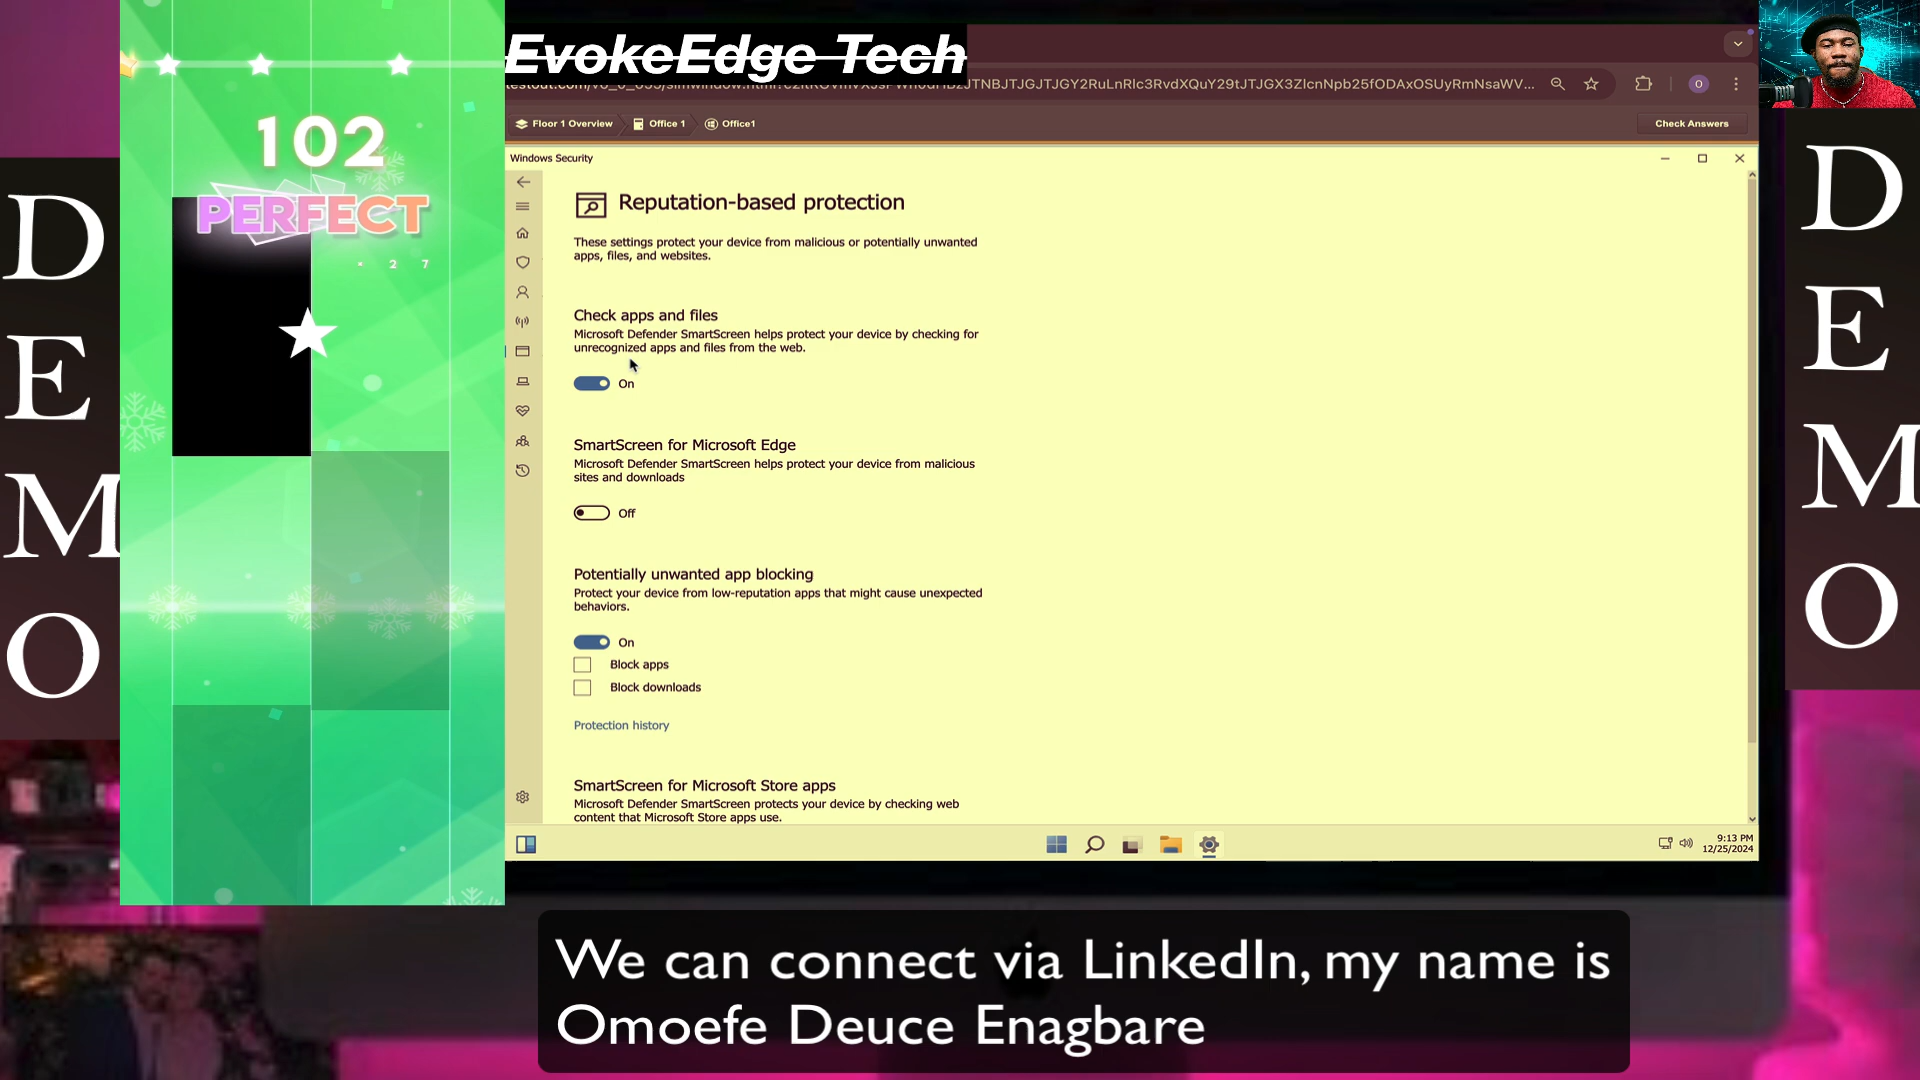 EvokeEdge Tech
102
PERFECT
2 7
D
E
M
O
O
Floor 1 Overview
Office 1
Office1
Check Answers
Windows Security
Reputation-based protection
These settings protect your device from malicious or potentially unwanted
apps, files, and websites.
Check apps and files
Microsoft Defender SmartScreen helps protect your device by checking for
unrecognized apps and files from the web.
On
SmartScreen for Microsoft Edge
Microsoft Defender SmartScreen helps protect your device from malicious
sites and downloads
Off
Potentially unwanted app blocking
Protect your device from low-reputation apps that might cause unexpected
behaviors.
On
Block apps
Block downloads
Protection history
SmartScreen for Microsoft Store apps
Microsoft Defender SmartScreen protects your device by checking web
content that Microsoft Store apps use.
9:13 PM
12/25/2024
D
E
M
O
We can connect via LinkedIn, my name is
Omoefe Deuce Enagbare